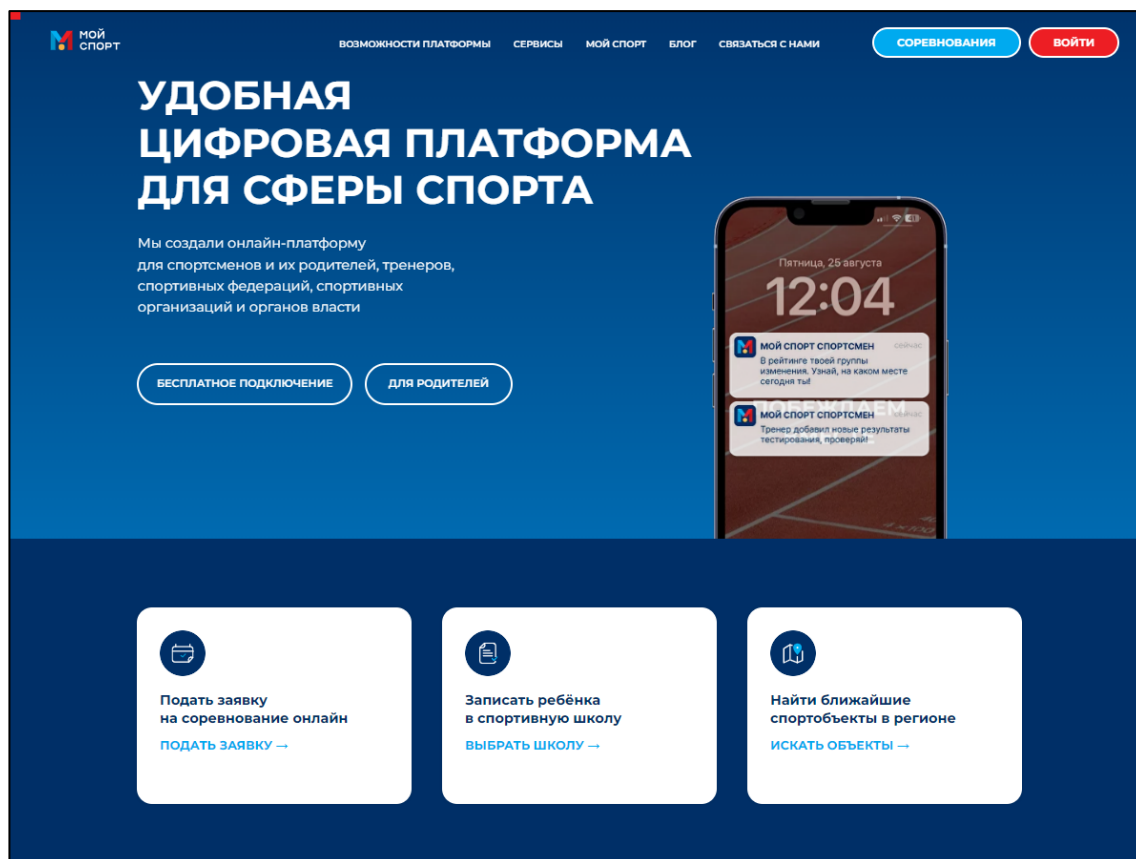 МОЙ
СПОРТ
ВОЗМОЖНОСТИ ПЛАТФОРМЫ СЕРВИСЫ МОЙ СПОРТ БЛОГ СВЯЗАТЬСЯ С НАМИ СОРЕВНОВАНИЯ ВОЙТИ
УДОБНАЯ
ЦИФРОВАЯ ПЛАТФОРМА
ДЛЯ СФЕРЫ СПОРТА
Мы создали онлайн-платформу
для спортсменов и их родителей, тренеров,
спортивных федераций, спортивных
организаций и органов власти
БЕСПЛАТНОЕ ПОДКЛЮЧЕНИЕ ДЛЯ РОДИТЕЛЕЙ
Пятница, 25 августа
12:04
МОЙ СПОРТ СПОРТСМЕН сейчас
В рейтинге твоей группы
изменения. Узнай, на каком месте
сегодня ты!
ПОБЕЖДАЕМ
МОЙ СПОРТ СПОРТСМЕН сейчас
Тренер добавил новые результаты
тестирования, проверяй!
Подать заявку
на соревнование онлайн
ПОДАТЬ ЗАЯВКУ →
Записать ребёнка
в спортивную школу
ВЫБРАТЬ ШКОЛУ →
Найти ближайшие
спортобъекты в регионе
ИСКАТЬ ОБЪЕКТЫ →